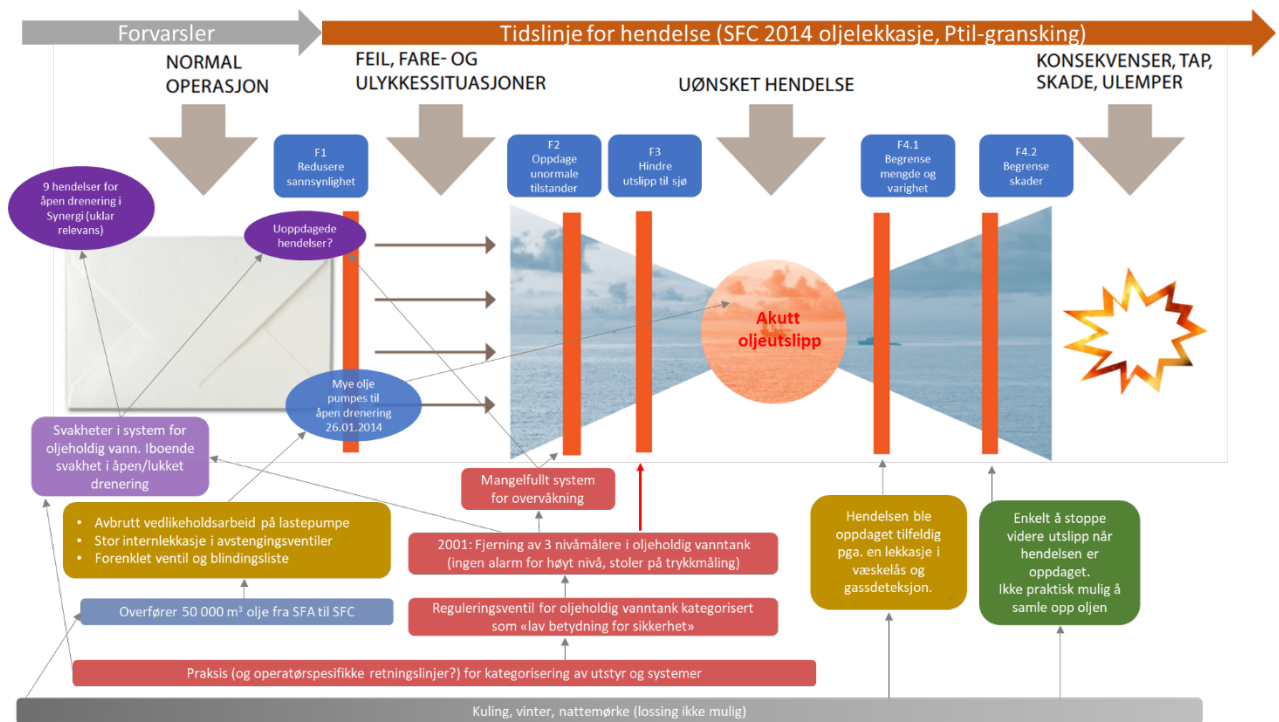 Forvarsler
Tidslinje for hendelse (SFC 2014 oljelekkasje, Ptil-gransking)
NORMAL
OPERASJON
FEIL, FARE- OG
ULYKKESSITUASJONER
UØNSKET HENDELSE
KONSEKVENSER, TAP,
SKADE, ULEMPER
F1
Redusere
sannsynlighet
F2
Oppdage
unormale
tilstander
F3
Hindre
utslipp til sjø
F4.1
Begrense
mengde og
varighet
F4.2
Begrense
skader
9 hendelser for
åpen drenering i
Synergi (uklar
relevans)
Uoppdagede
hendelser?
Akutt
oljeutslipp
Mye olje
pumpes til
åpen drenering
26.01.2014
Svakheter i system for
oljeholdig vann. Iboende
svakhet i åpen/lukket
drenering
Mangelfullt system
for overvåkning
• Avbrutt vedlikeholdsarbeid på lastepumpe
• Stor internlekkasje i avstengingsventiler
• Forenklet ventil og blindingsliste
2001: Fjerning av 3 nivåmålere i oljeholdig vanntank
(ingen alarm for høyt nivå, stoler på trykkmåling)
Hendelsen ble
oppdaget tilfeldig
pga. en lekkasje i
væskelås og
gassdeteksjon.
Enkelt å stoppe
videre utslipp når
hendelsen er
oppdaget.
Ikke praktisk mulig å
samle opp oljen
Overfører 50 000 m³ olje fra SFA til SFC
Reguleringsventil for oljeholdig vanntank kategorisert
som «lav betydning for sikkerhet»
Praksis (og operatørspesifikke retningslinjer?) for kategorisering av utstyr og systemer
Kuling, vinter, nattemørke (lossing ikke mulig)